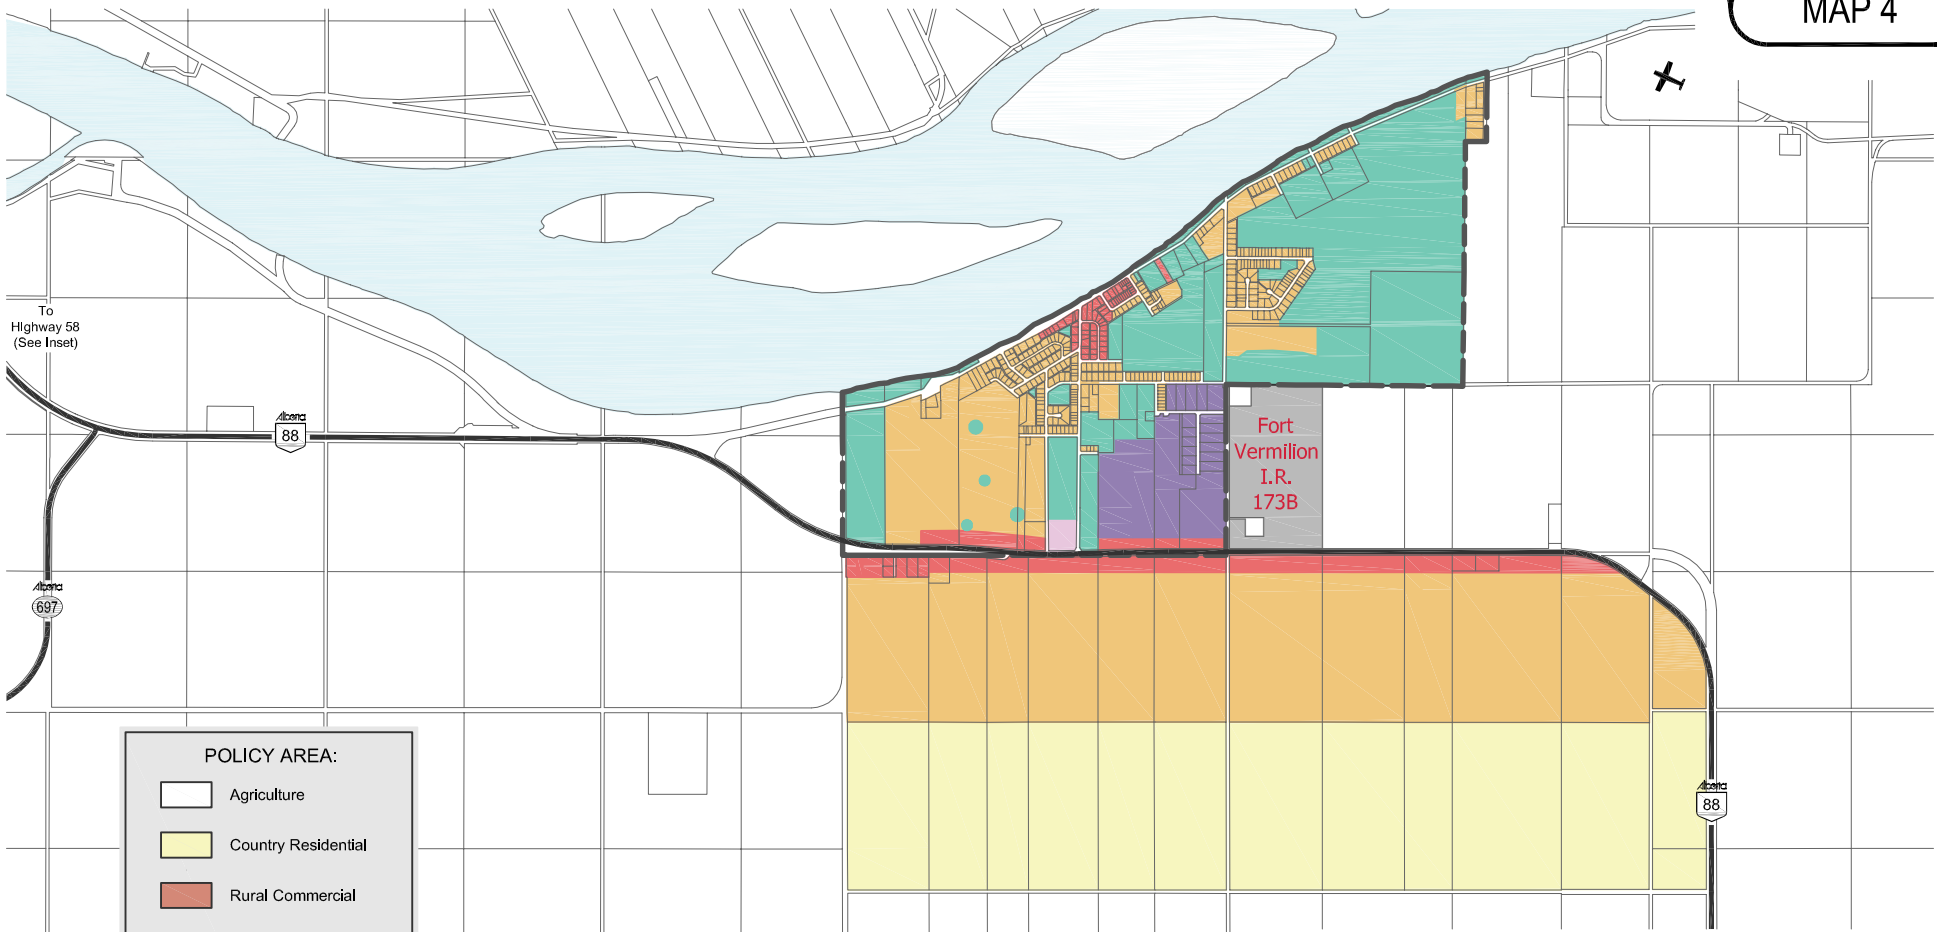 MAP 4
To
Highway 58
(See Inset)
Alberta
88
Alberta
697
Fort
Vermilion
I.R.
173B
Alberta
88
POLICY AREA:
Agriculture
Country Residential
Rural Commercial